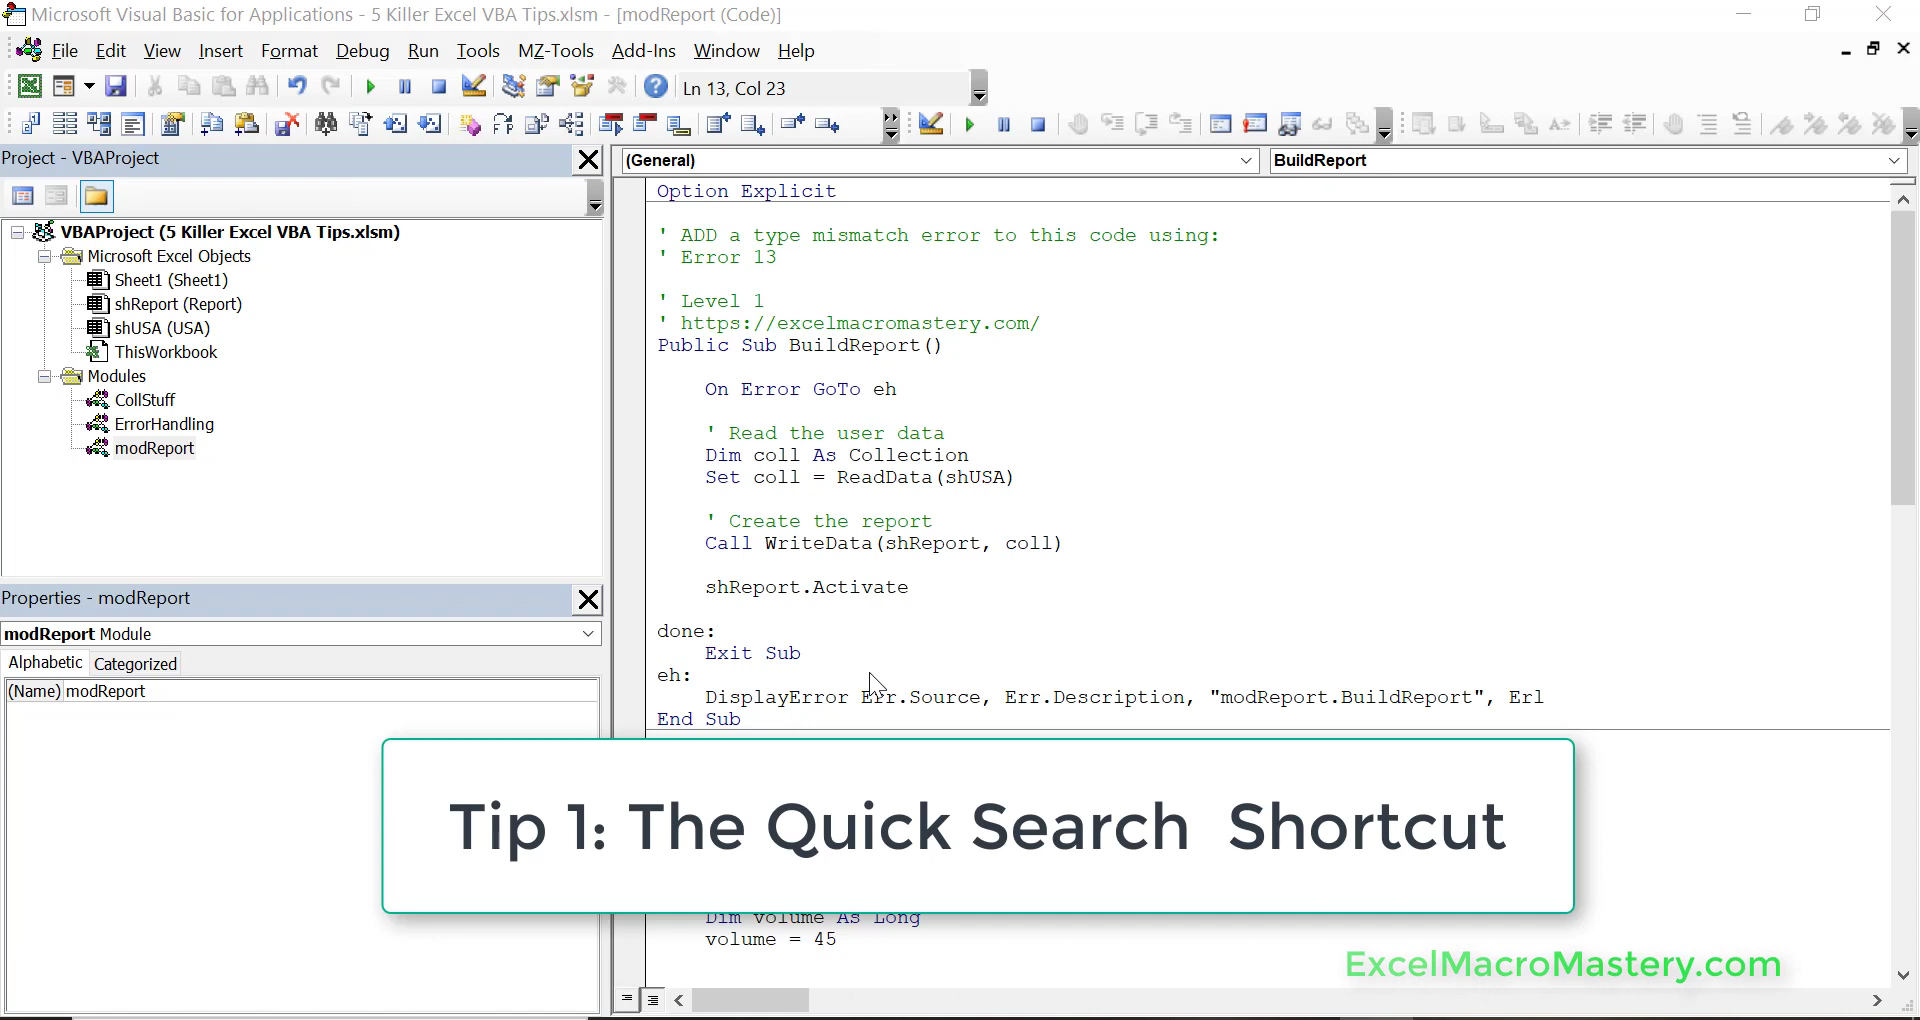 Microsoft Visual Basic for Applications - 5 Killer Excel VBA Tips.xlsm - [modReport (Code)]
File Edit View Insert Format Debug Run Tools MZ-Tools Add-Ins Window Help
Ln 13, Col 23
Project - VBAProject
(General)
BuildReport
VBAProject (5 Killer Excel VBA Tips.xlsm)
Microsoft Excel Objects
Sheet1 (Sheet1)
shReport (Report)
shUSA (USA)
ThisWorkbook
Modules
CollStuff
ErrorHandling
modReport
Properties - modReport
modReport Module
Alphabetic Categorized
(Name) modReport
Option Explicit
' ADD a type mismatch error to this code using:
' Error 13
' Level 1
' https://excelmacromastery.com/
Public Sub BuildReport()
On Error GoTo eh
' Read the user data
Dim coll As Collection
Set coll = ReadData(shUSA)
' Create the report
Call WriteData(shReport, coll)
shReport.Activate
done:
Exit Sub
eh:
DisplayError Err.Source, Err.Description, "modReport.BuildReport", Erl
End Sub
Tip 1: The Quick Search Shortcut
Dim volume As Long
volume = 45
ExcelMacroMastery.com